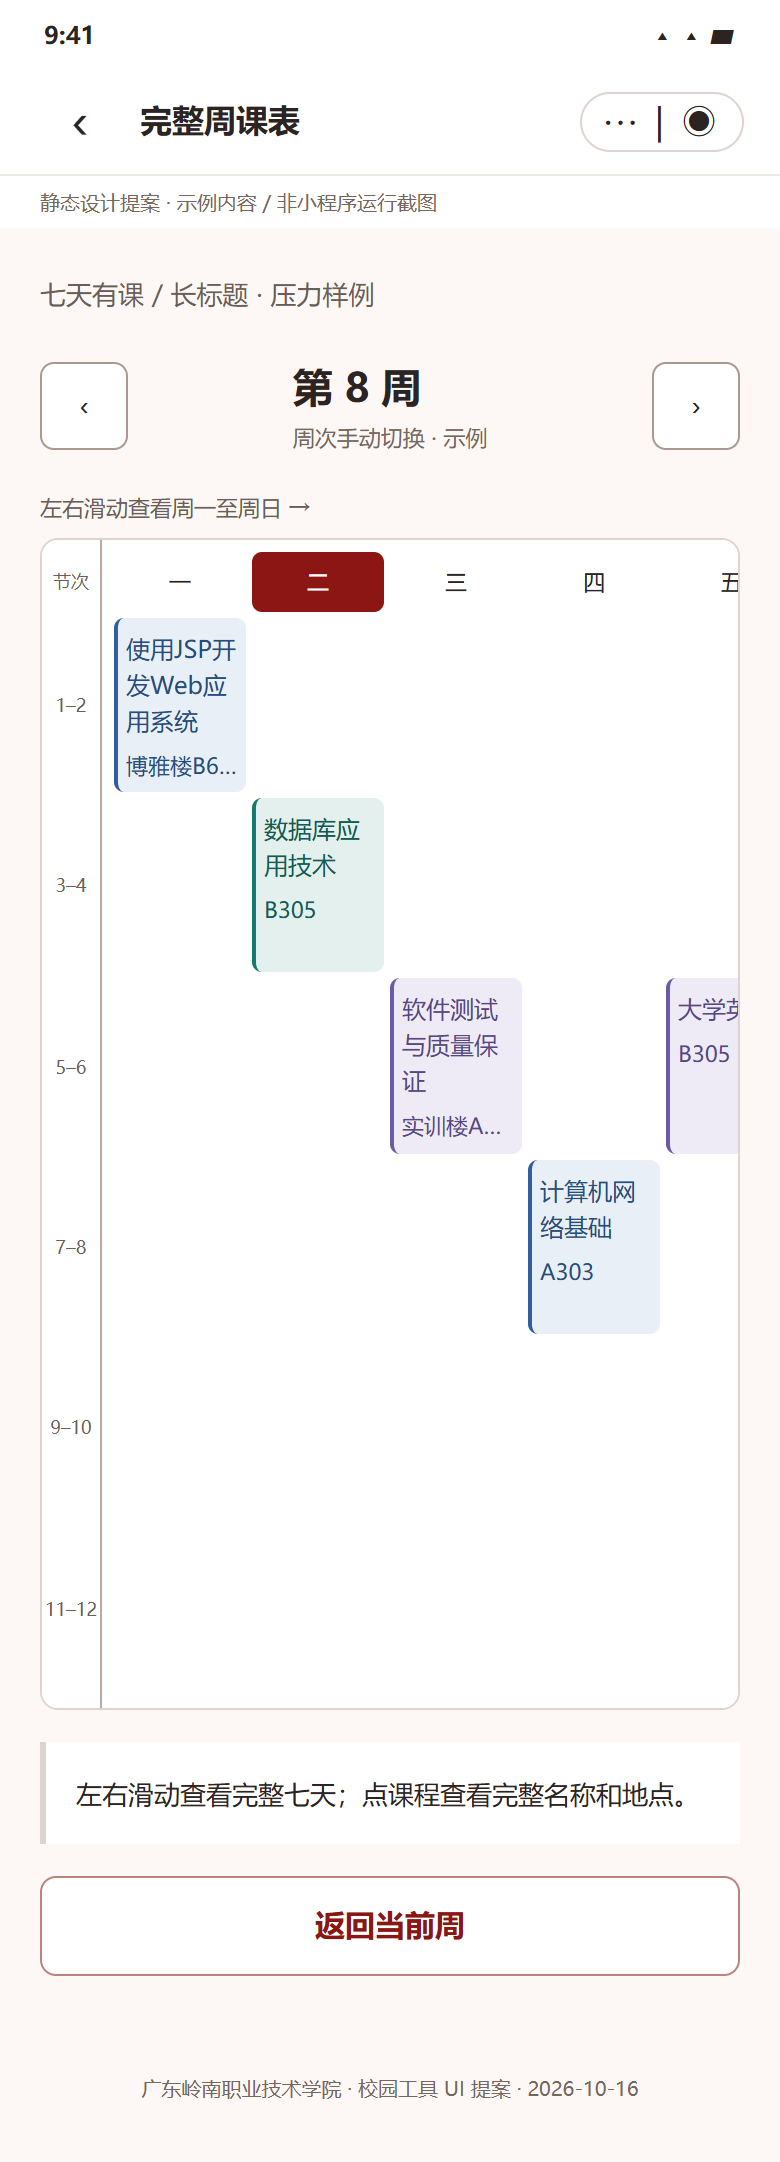 9:41
‹ 完整周课表 ···
静态设计提案 · 示例内容 / 非小程序运行截图
七天有课 / 长标题 · 压力样例
‹
第 8 周
›
周次手动切换 · 示例
左右滑动查看周一至周日 →
节次 一 二 三 四 五
1–2
使用JSP开
发Web应
用系统
博雅楼B6...
3–4
数据库应
用技术
B305
5–6
软件测试
与质量保
证
实训楼A...
大学英
B305
7–8
计算机网
络基础
A303
9–10
11–12
左右滑动查看完整七天；点课程查看完整名称和地点。
返回当前周
广东岭南职业技术学院 · 校园工具 UI 提案 · 2026-10-16